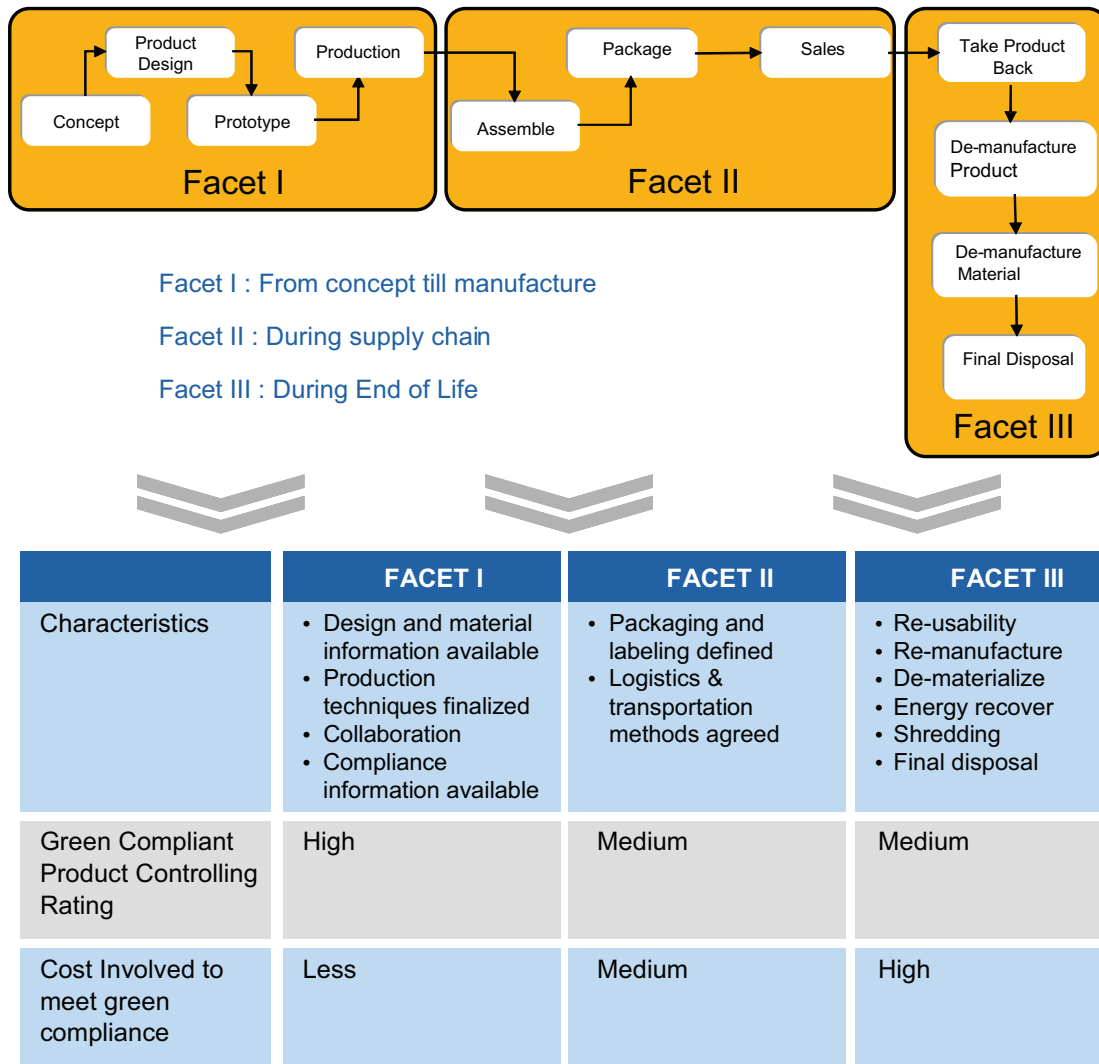 Product
Design
Production
Concept
Prototype
Facet I
Package
Sales
Assemble
Facet II
Take Product
Back
De-manufacture
Product
De-manufacture
Material
Final Disposal
Facet III
Facet I : From concept till manufacture
Facet II : During supply chain
Facet III : During End of Life
FACET I
FACET II
FACET III
Characteristics
• Design and material
information available
• Production
techniques finalized
• Collaboration
• Compliance
information available
• Packaging and
labeling defined
• Logistics &
transportation
methods agreed
• Re-usability
• Re-manufacture
• De-materialize
• Energy recover
• Shredding
• Final disposal
Green Compliant
Product Controlling
Rating
High
Medium
Medium
Cost Involved to
meet green
compliance
Less
Medium
High